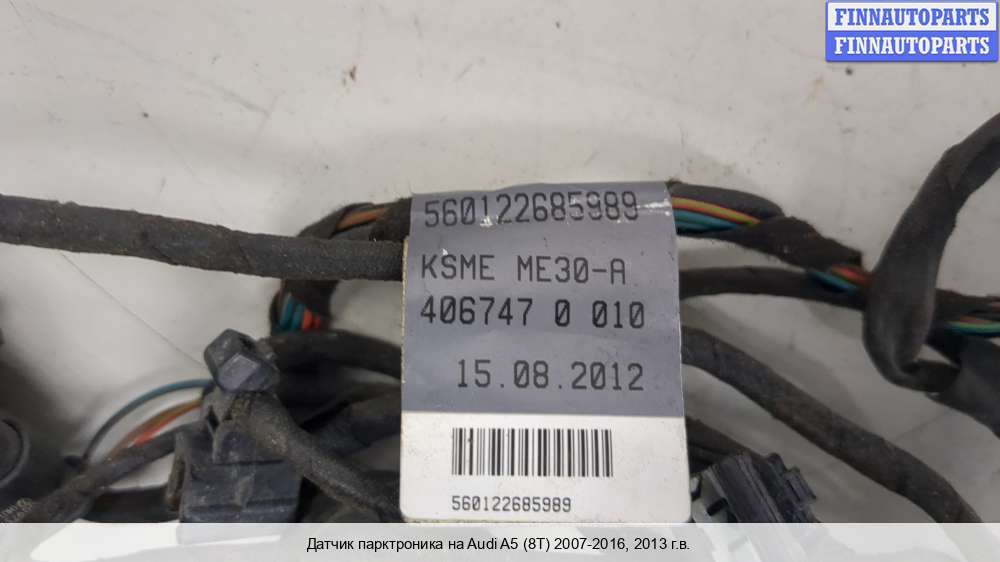 FINNAUTOPARTS
FINNAUTOPARTS
560122685989
KSME ME30-A
406747 0 010
15.08.2012
560122685989
Датчик парктроника на Audi A5 (8T) 2007-2016, 2013 г.в.